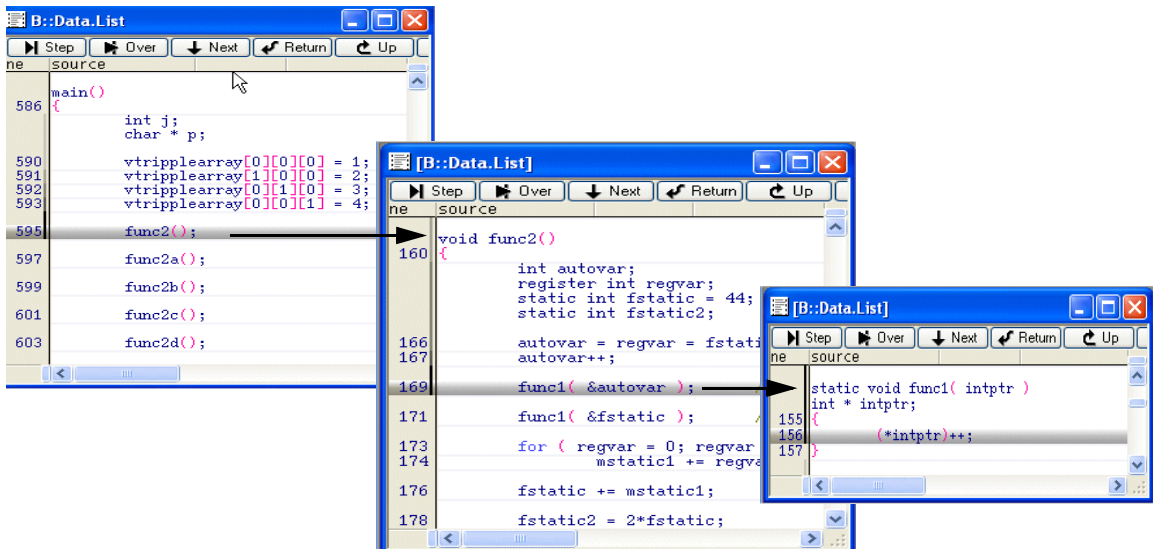 B::Data.List
Step Over Next Return Up
ne source
main()
586 {
int j;
char * p;
590 vtripplearray[0][0][0] = 1;
591 vtripplearray[1][0][0] = 2;
592 vtripplearray[0][1][0] = 3;
593 vtripplearray[0][0][1] = 4;
595 func2();
597 func2a();
599 func2b();
601 func2c();
603 func2d();
[B::Data.List]
Step Over Next Return Up
ne source
void func2()
160 {
int autovar;
register int regvar;
static int fstatic = 44;
static int fstatic2;
166 autovar = regvar = fstati
167 autovar++;
169 func1( &autovar );
171 func1( &fstatic ); /
173 for ( regvar = 0; regvar
174 mstatic1 += regva
176 fstatic += mstatic1;
178 fstatic2 = 2*fstatic;
[B::Data.List]
Step Over Next Return Up
ne source
static void func1( intptr )
int * intptr;
155 {
156 (*intptr)++;
157 }